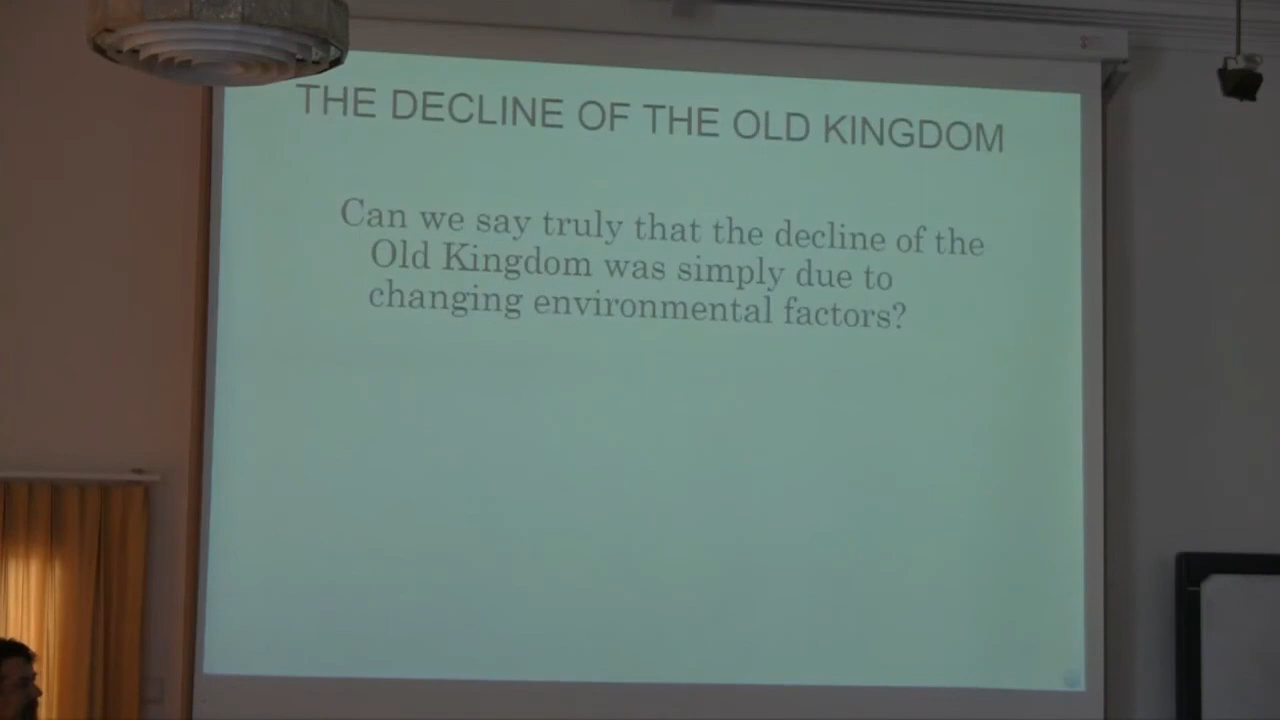 THE DECLINE OF THE OLD KINGDOM
Can we say truly that the decline of the
Old Kingdom was simply due to
changing environmental factors?